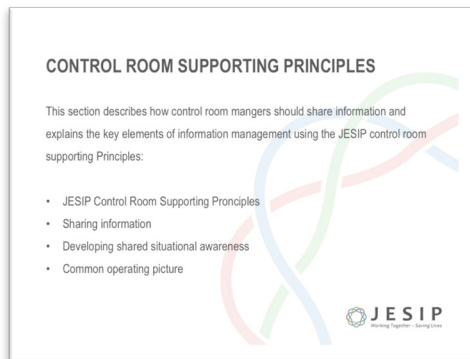 CONTROL ROOM SUPPORTING PRINCIPLES
This section describes how control room mangers should share information and
explains the key elements of information management using the JESIP control room
supporting Principles:
• JESIP Control Room Supporting Pronciples
• Sharing information
• Developing shared situational awareness
• Common operating picture
JESIP
Working Together – Saving Lives